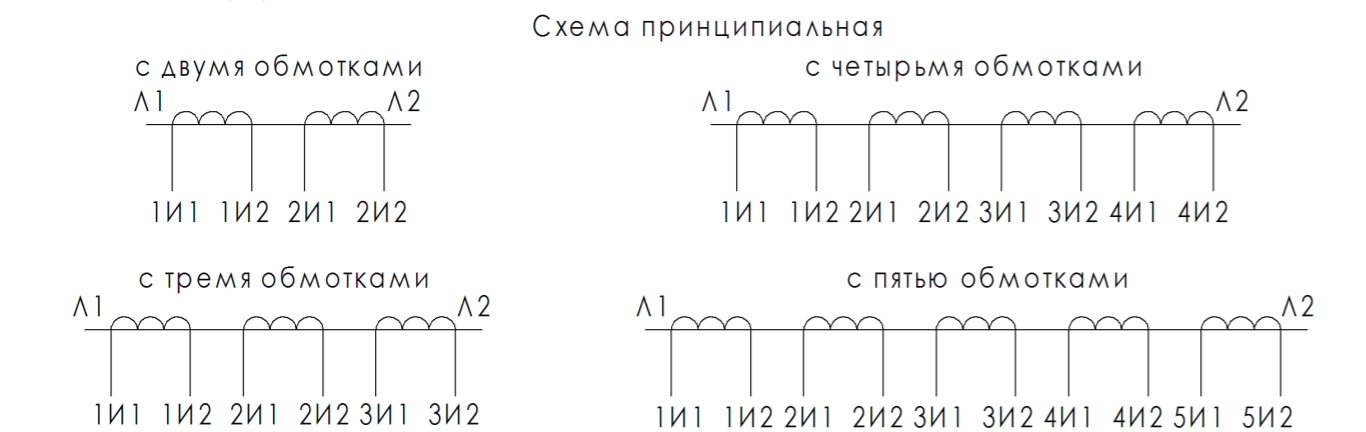 Схема принципиальная
с двумя обмотками
Л1 Л2
1И1 1И2 2И1 2И2
с четырьмя обмотками
Л1 Л2
1И1 1И2 2И1 2И2 3И1 3И2 4И1 4И2
с тремя обмотками
Л1 Л2
1И1 1И2 2И1 2И2 3И1 3И2
с пятью обмотками
Л1 Л2
1И1 1И2 2И1 2И2 3И1 3И2 4И1 4И2 5И1 5И2